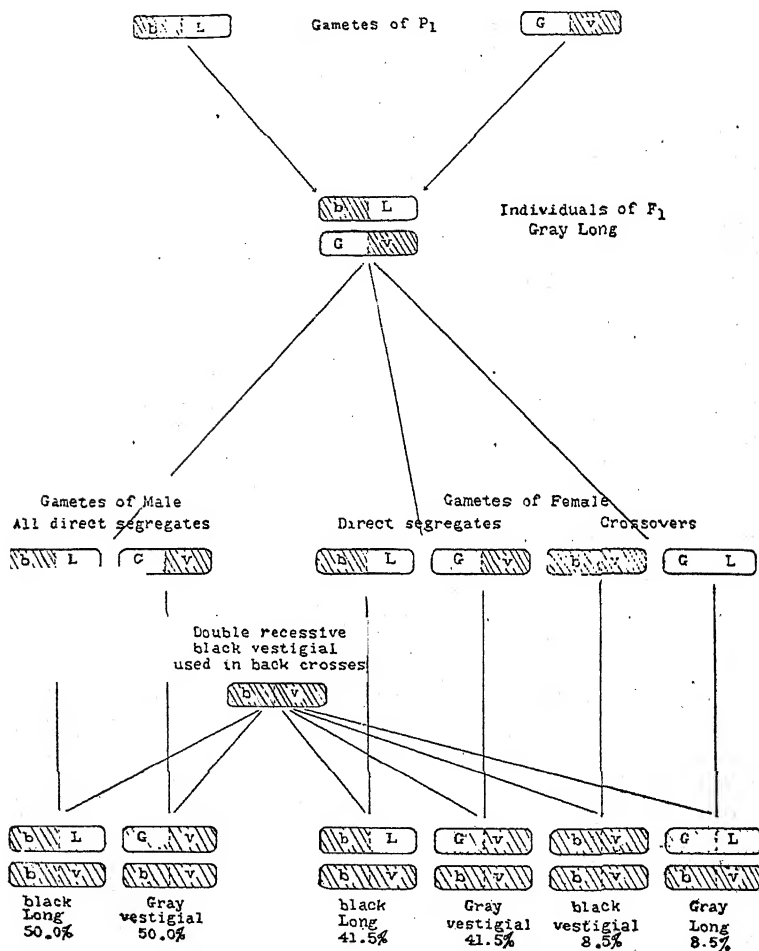 b L Gametes of P1 G v
b L
G v
Individuals of F1
Gray Long
Gametes of Male
All direct segregates
Gametes of Female
Direct segregates Crossovers
b L G v b L G v b v G L
Double recessive
black vestigial
used in back crosses
b v
b L G v b L G v b v G L
b v b v b v b v b v b v
black
Long
50.0%
Gray
vestigial
50.0%
black
Long
41.5%
Gray
vestigial
41.5%
black
vestigial
8.5%
Gray
Long
8.5%